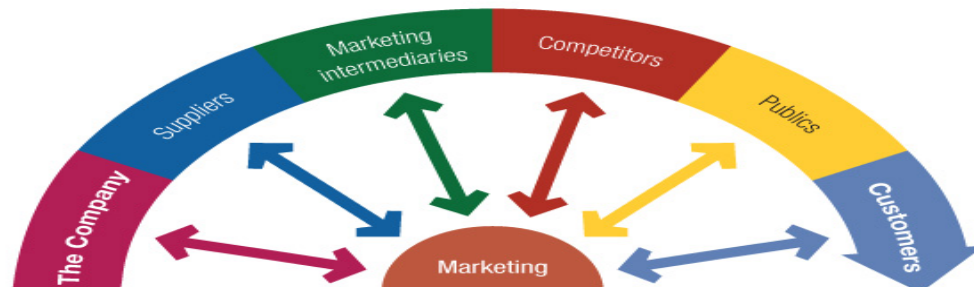 The Company
Suppliers
Marketing
intermediaries
Competitors
Publics
Customers
Marketing